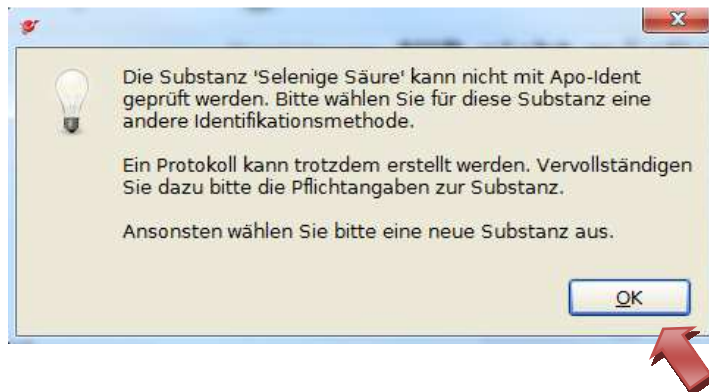 Die Substanz 'Selenige Säure' kann nicht mit Apo-Ident
geprüft werden. Bitte wählen Sie für diese Substanz eine
andere Identifikationsmethode.
Ein Protokoll kann trotzdem erstellt werden. Vervollständigen
Sie dazu bitte die Pflichtangaben zur Substanz.
Ansonsten wählen Sie bitte eine neue Substanz aus.
OK